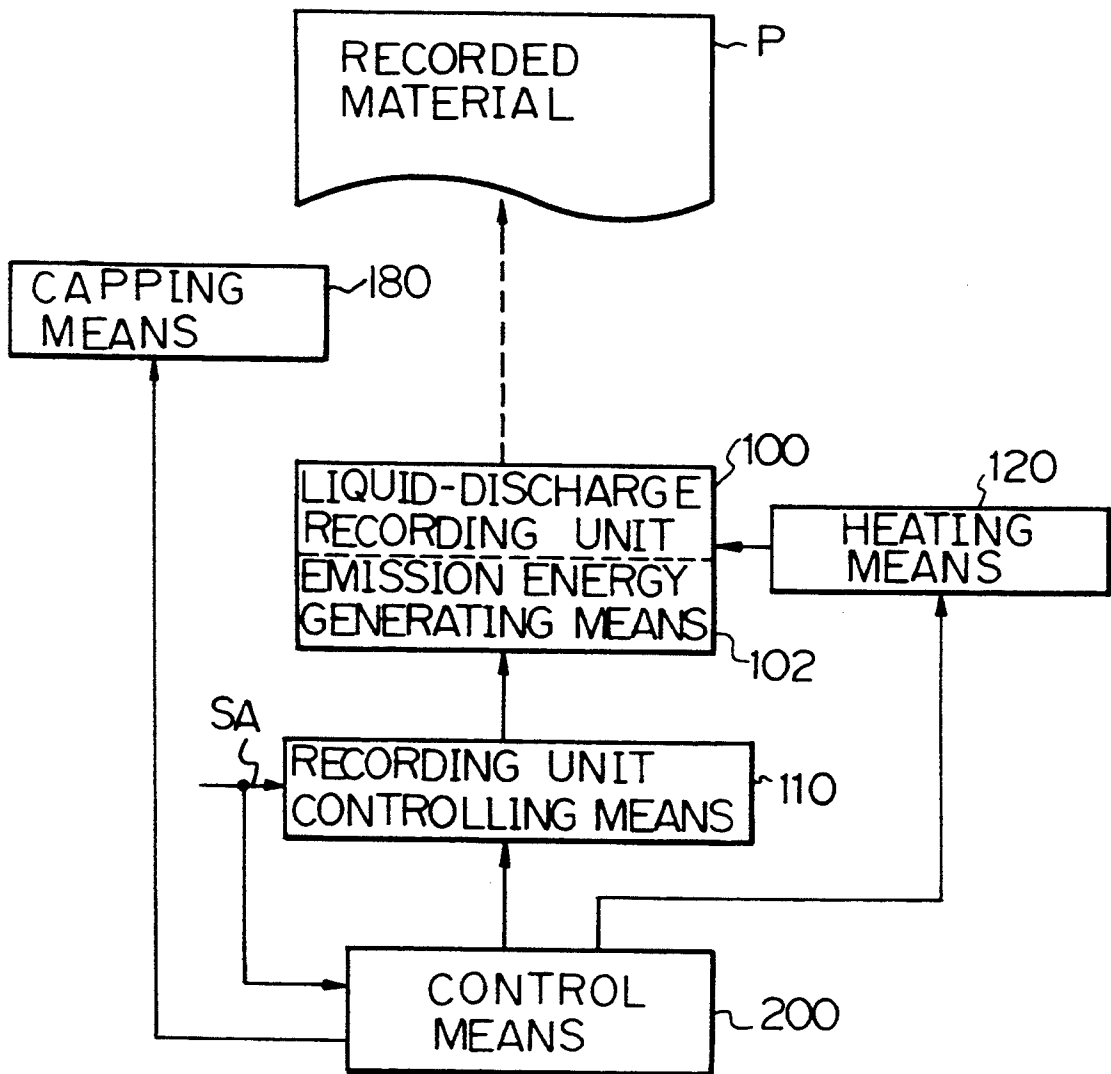 RECORDED
MATERIAL
P
CAPPING
MEANS
180
LIQUID-DISCHARGE
RECORDING UNIT
100
EMISSION ENERGY
GENERATING MEANS
102
HEATING
MEANS
120
SA
RECORDING UNIT
CONTROLLING MEANS
110
CONTROL
MEANS
200